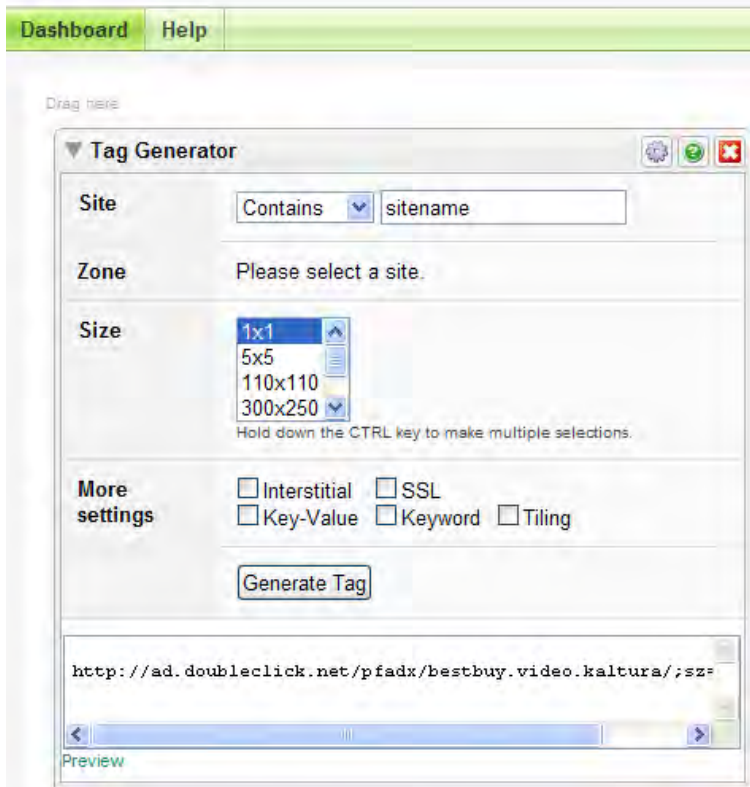 Dashboard Help
Drag here
Tag Generator
Site Contains sitename
Zone Please select a site.
Size 1x1
5x5
110x110
300x250
Hold down the CTRL key to make multiple selections.
More settings Interstitial SSL
Key-Value Keyword Tiling
Generate Tag
http://ad.doubleclick.net/pfadx/bestbuy.video.kaltura/;sz=
Preview